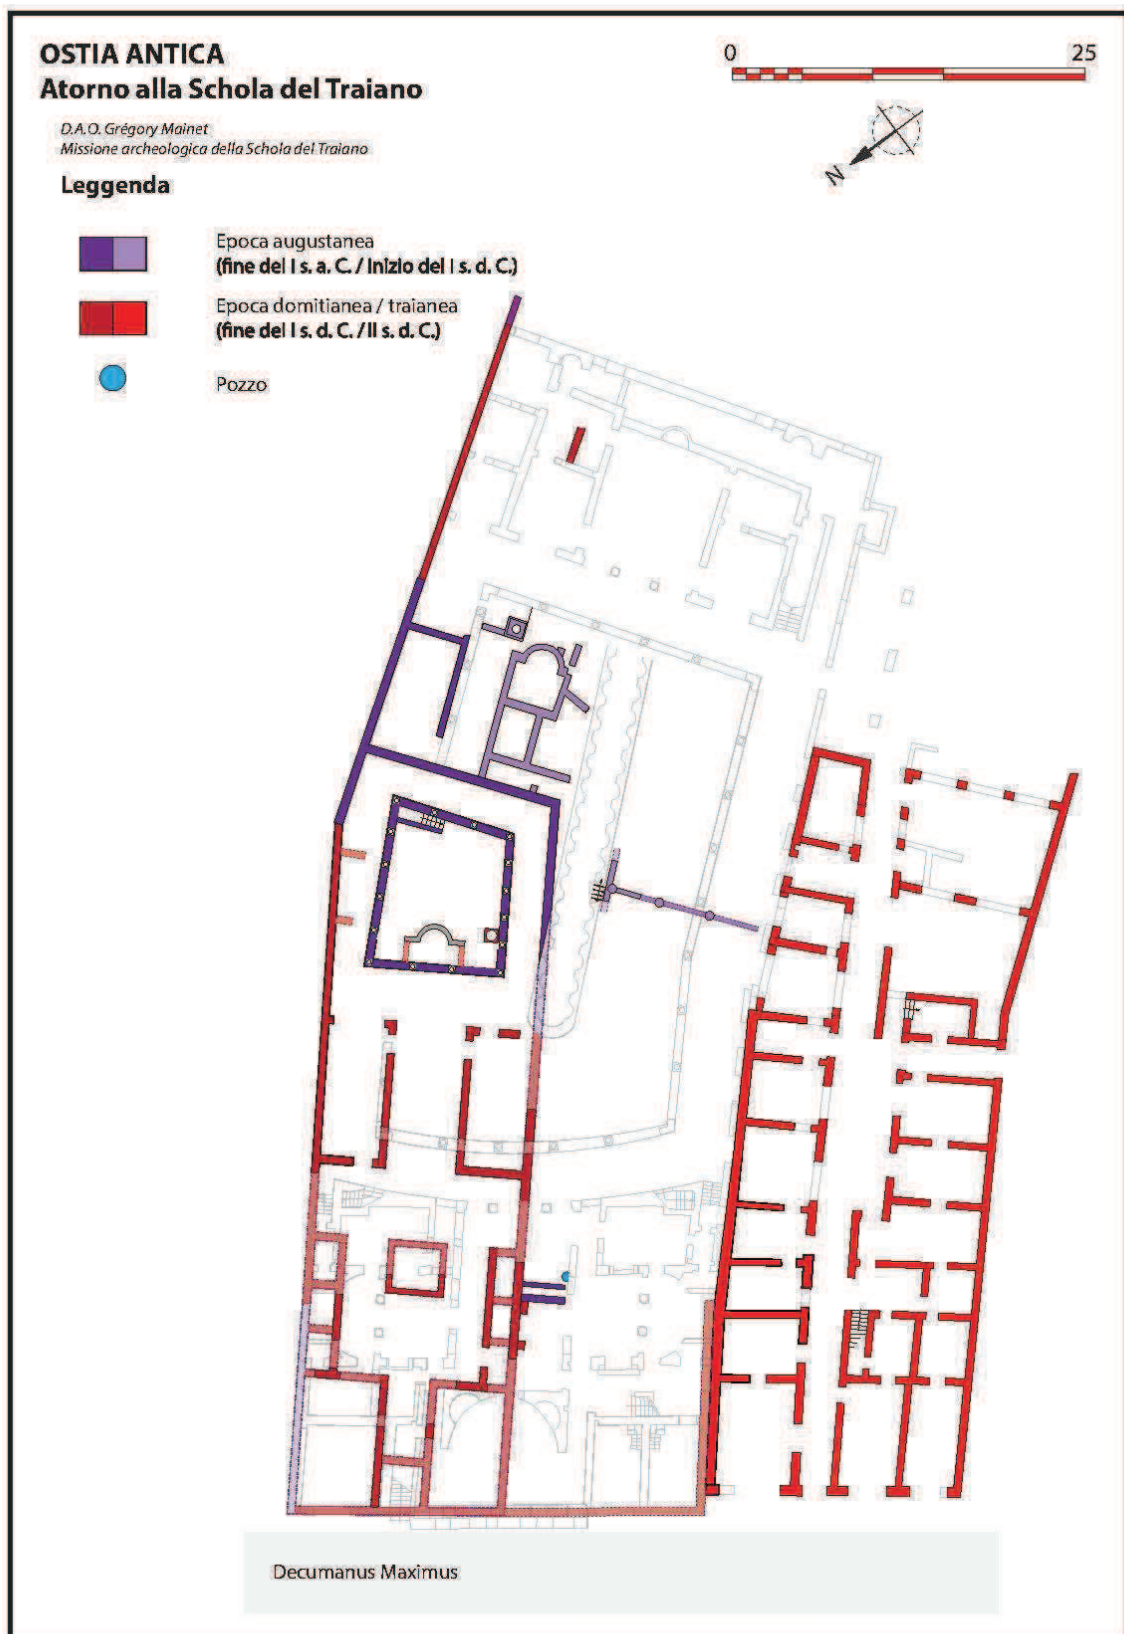 OSTIA ANTICA
Atorno alla Schola del Traiano
D.A.O. Grégory Mainet
Missione archeologica della Schola del Traiano
Leggenda
Epoca augustanea
(fine del I s. a. C. / Inizio del I s. d. C.)
Epoca domitianea / traianea
(fine del I s. d. C. / II s. d. C.)
Pozzo
0 25
N
Decumanus Maximus